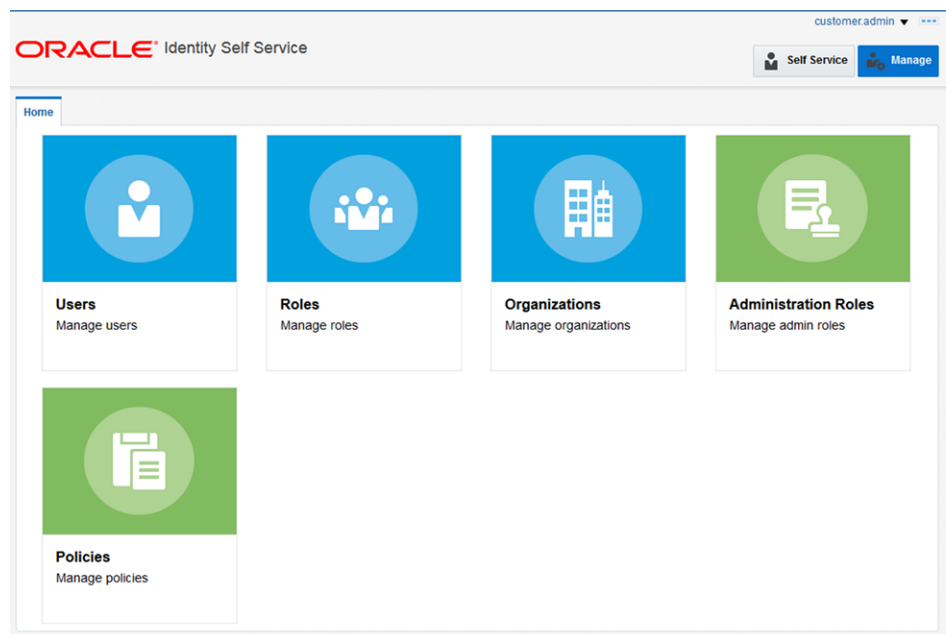 customer.admin
ORACLE Identity Self Service
Self Service
Manage
Home
Users
Manage users
Roles
Manage roles
Organizations
Manage organizations
Administration Roles
Manage admin roles
Policies
Manage policies